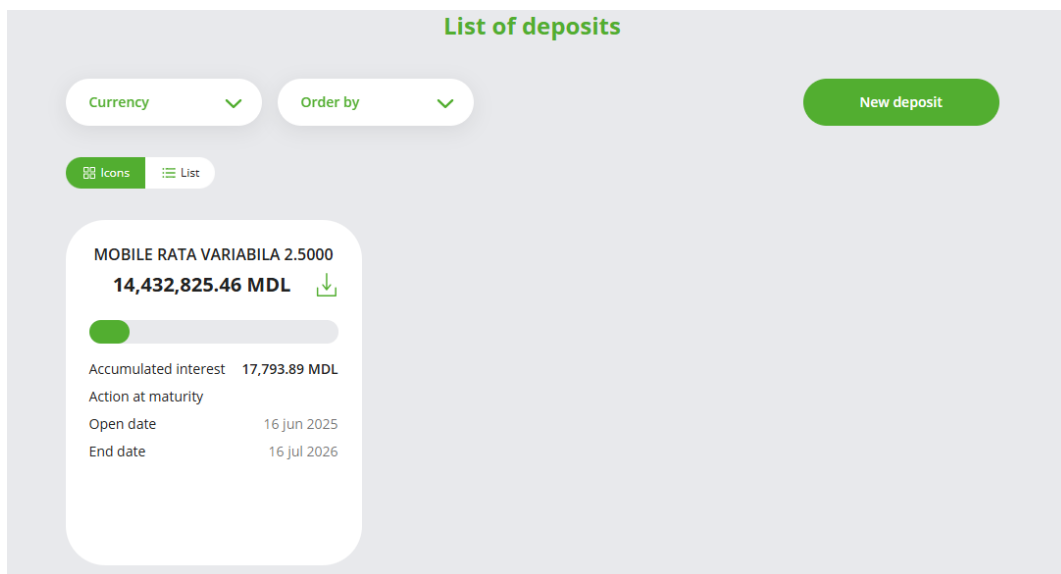 List of deposits
Currency
Order by
New deposit
Icons
List
MOBILE RATA VARIABILA 2.5000
14,432,825.46 MDL
Accumulated interest 17,793.89 MDL
Action at maturity
Open date 16 jun 2025
End date 16 jul 2026